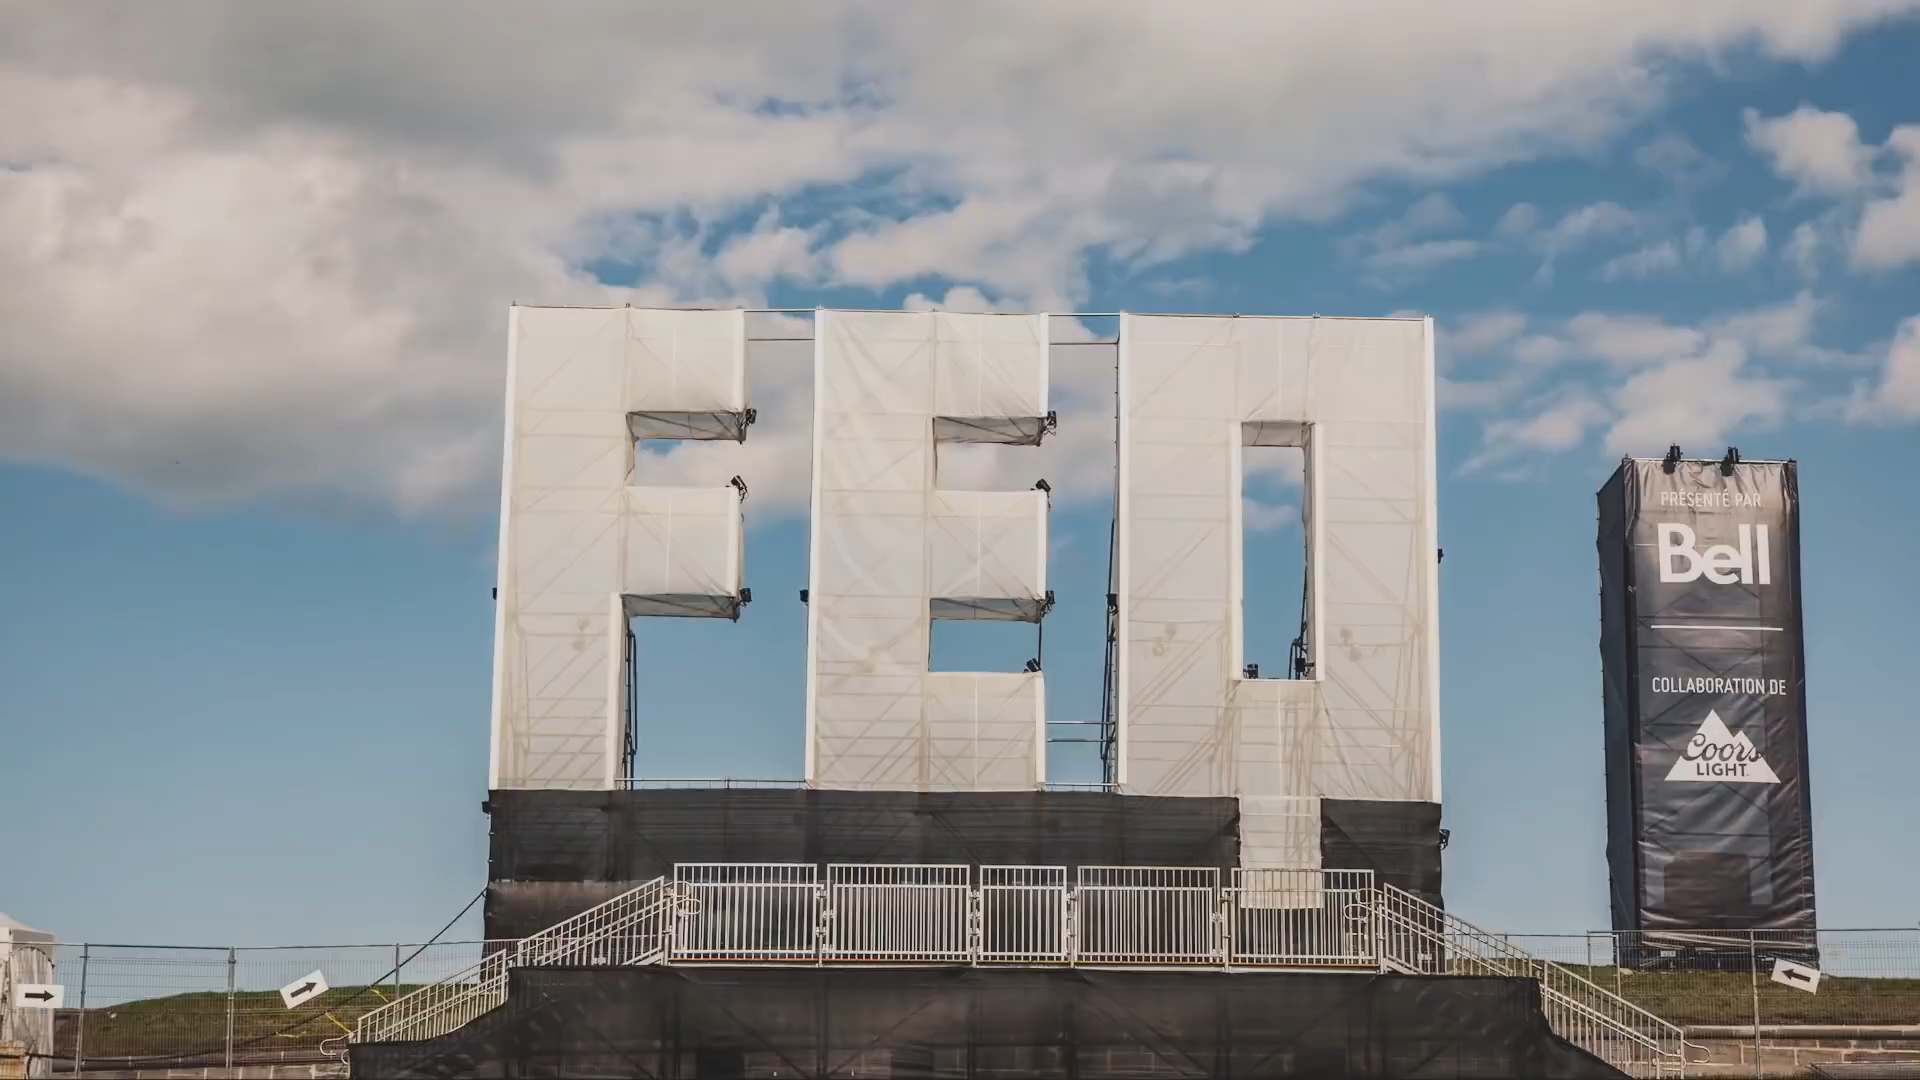 FEQ
PRÉSENTÉ PAR
Bell
COLLABORATION DE
Coors
LIGHT